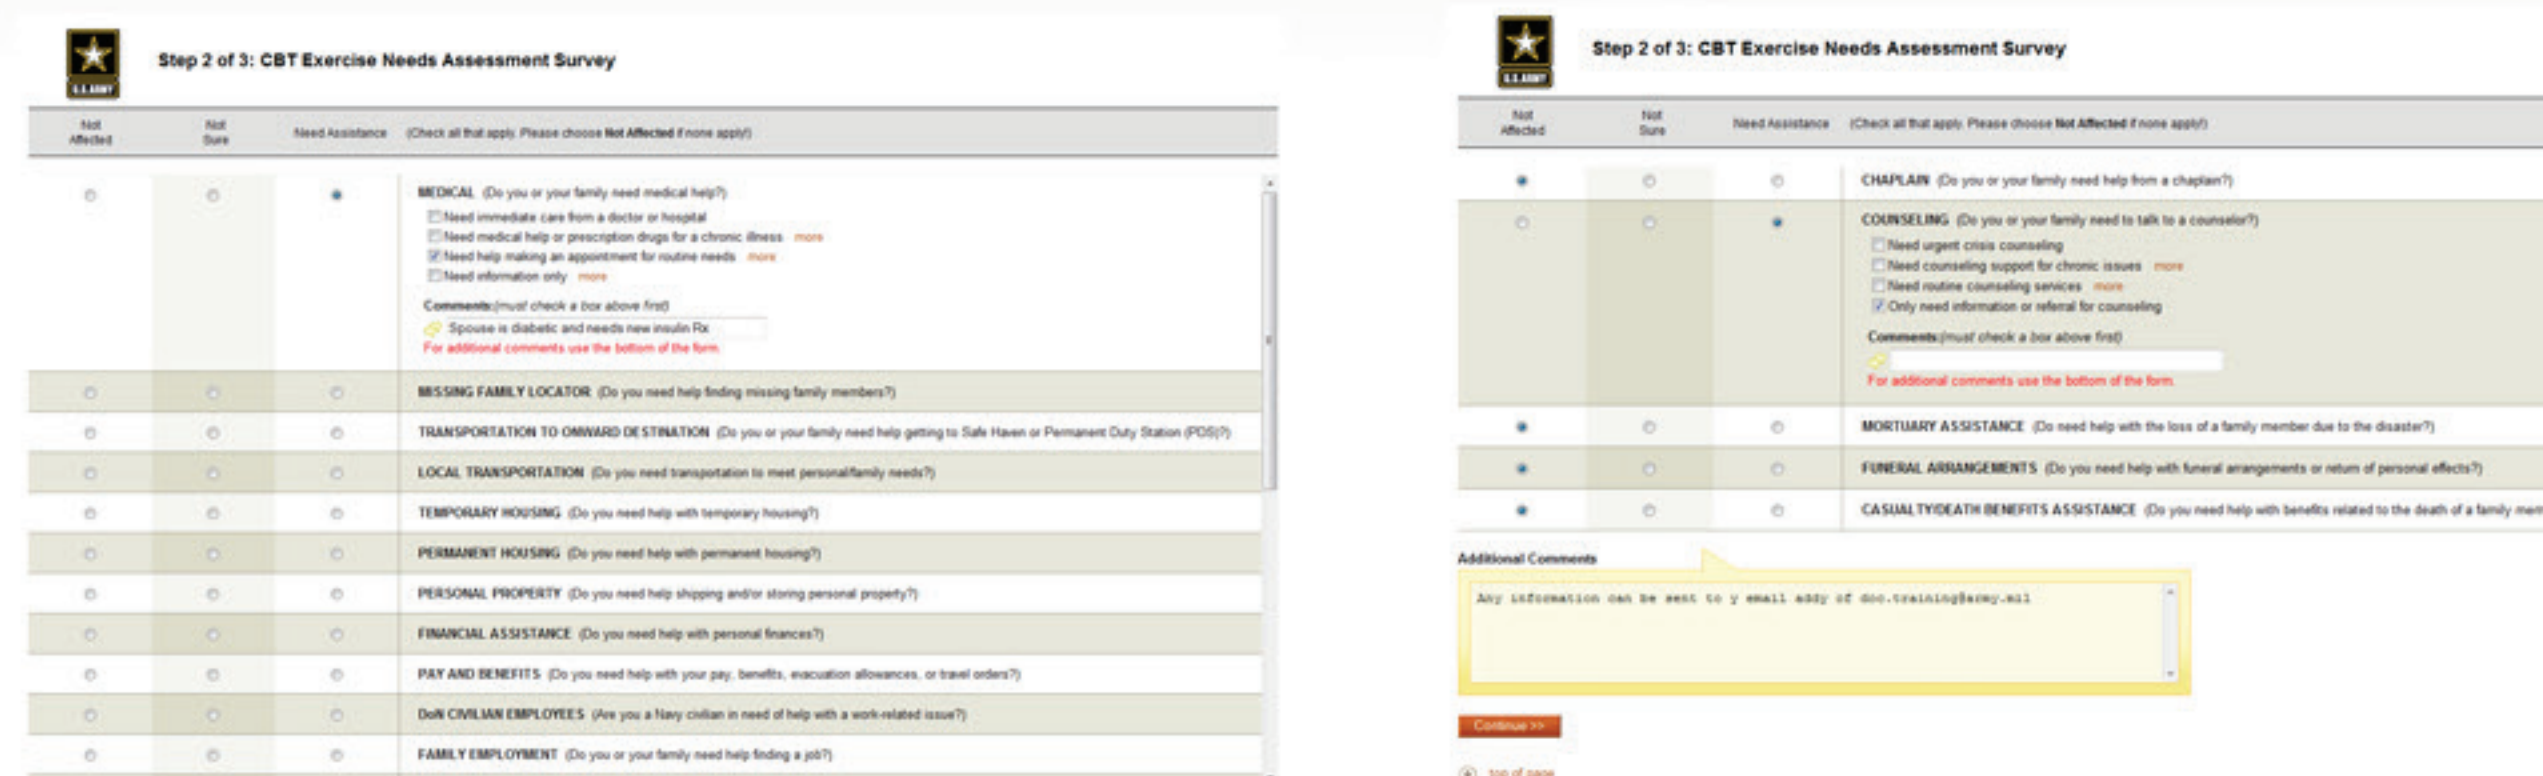 U.S. ARMY
Step 2 of 3: CBT Exercise Needs Assessment Survey
Not Affected Not Sure Need Assistance (Check all that apply. Please choose Not Affected if none apply!)
MEDICAL (Do you or your family need medical help?)
Need immediate care from a doctor or hospital
Need medical help or prescription drugs for a chronic illness more
Need help making an appointment for routine needs more
Need information only more
Comments:(must check a box above first)
Spouse is diabetic and needs new insulin Rx
For additional comments use the bottom of the form.
MISSING FAMILY LOCATOR (Do you need help finding missing family members?)
TRANSPORTATION TO ONWARD DESTINATION (Do you or your family need help getting to Safe Haven or Permanent Duty Station (PDS)?)
LOCAL TRANSPORTATION (Do you need transportation to meet personal/family needs?)
TEMPORARY HOUSING (Do you need help with temporary housing?)
PERMANENT HOUSING (Do you need help with permanent housing?)
PERSONAL PROPERTY (Do you need help shipping and/or storing personal property?)
FINANCIAL ASSISTANCE (Do you need help with personal finances?)
PAY AND BENEFITS (Do you need help with your pay, benefits, evacuation allowances, or travel orders?)
DoN CIVILIAN EMPLOYEES (Are you a Navy civilian in need of help with a work-related issue?)
FAMILY EMPLOYMENT (Do you or your family need help finding a job?)
U.S. ARMY
Step 2 of 3: CBT Exercise Needs Assessment Survey
Not Affected Not Sure Need Assistance (Check all that apply. Please choose Not Affected if none apply!)
CHAPLAIN (Do you or your family need help from a chaplain?)
COUNSELING (Do you or your family need to talk to a counselor?)
Need urgent crisis counseling
Need counseling support for chronic issues more
Need routine counseling services more
Only need information or referral for counseling
Comments:(must check a box above first)
For additional comments use the bottom of the form.
MORTUARY ASSISTANCE (Do need help with the loss of a family member due to the disaster?)
FUNERAL ARRANGEMENTS (Do you need help with funeral arrangements or return of personal effects?)
CASUALTY/DEATH BENEFITS ASSISTANCE (Do you need help with benefits related to the death of a family mem
Additional Comments
Any information can be sent to y email addy of doc.training@army.mil
Continue >>
top of page